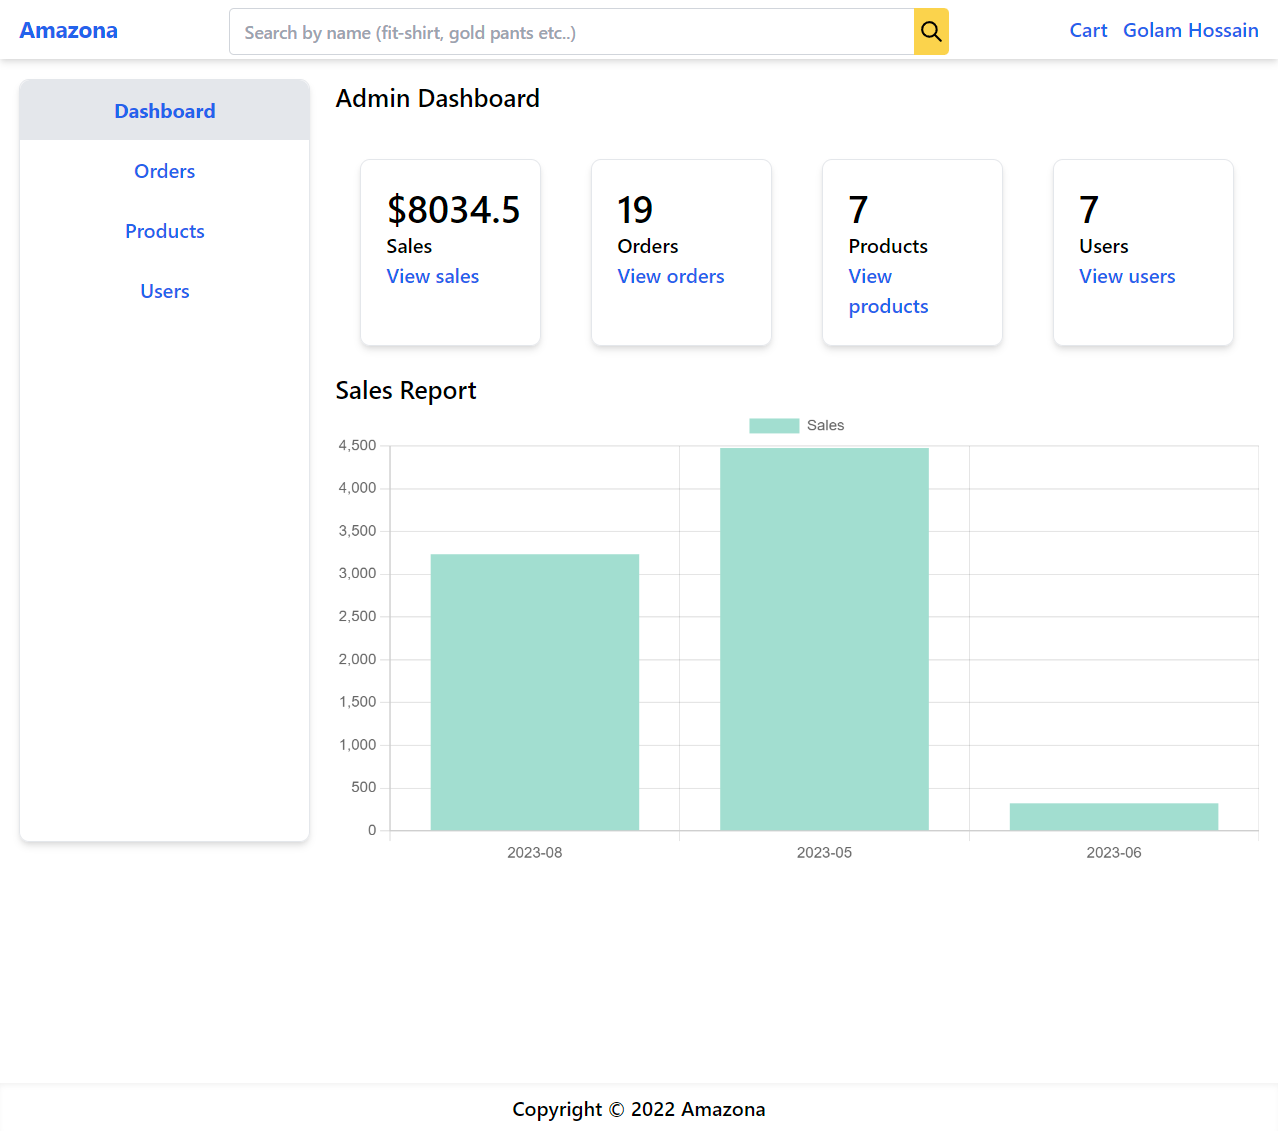 Amazona
Search by name (fit-shirt, gold pants etc..)
Cart Golam Hossain
Dashboard
Orders
Products
Users
Admin Dashboard
$8034.5
Sales
View sales
19
Orders
View orders
7
Products
View
products
7
Users
View users
Sales Report
Sales
4,500
4,000
3,500
3,000
2,500
2,000
1,500
1,000
500
0
2023-08 2023-05 2023-06
Copyright © 2022 Amazona